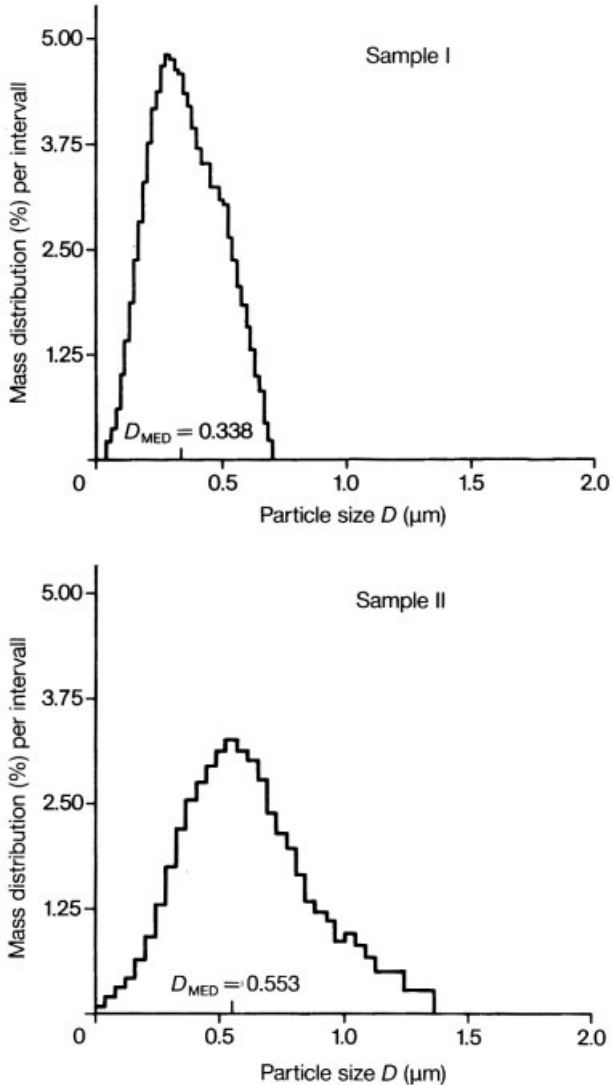 Mass distribution (%) per intervall
5.00
3.75
2.50
1.25
Sample I
D_MED = 0.338
0 0.5 1.0 1.5 2.0
Particle size D (μm)
Mass distribution (%) per intervall
5.00
3.75
2.50
1.25
Sample II
D_MED = 0.553
0 0.5 1.0 1.5 2.0
Particle size D (μm)